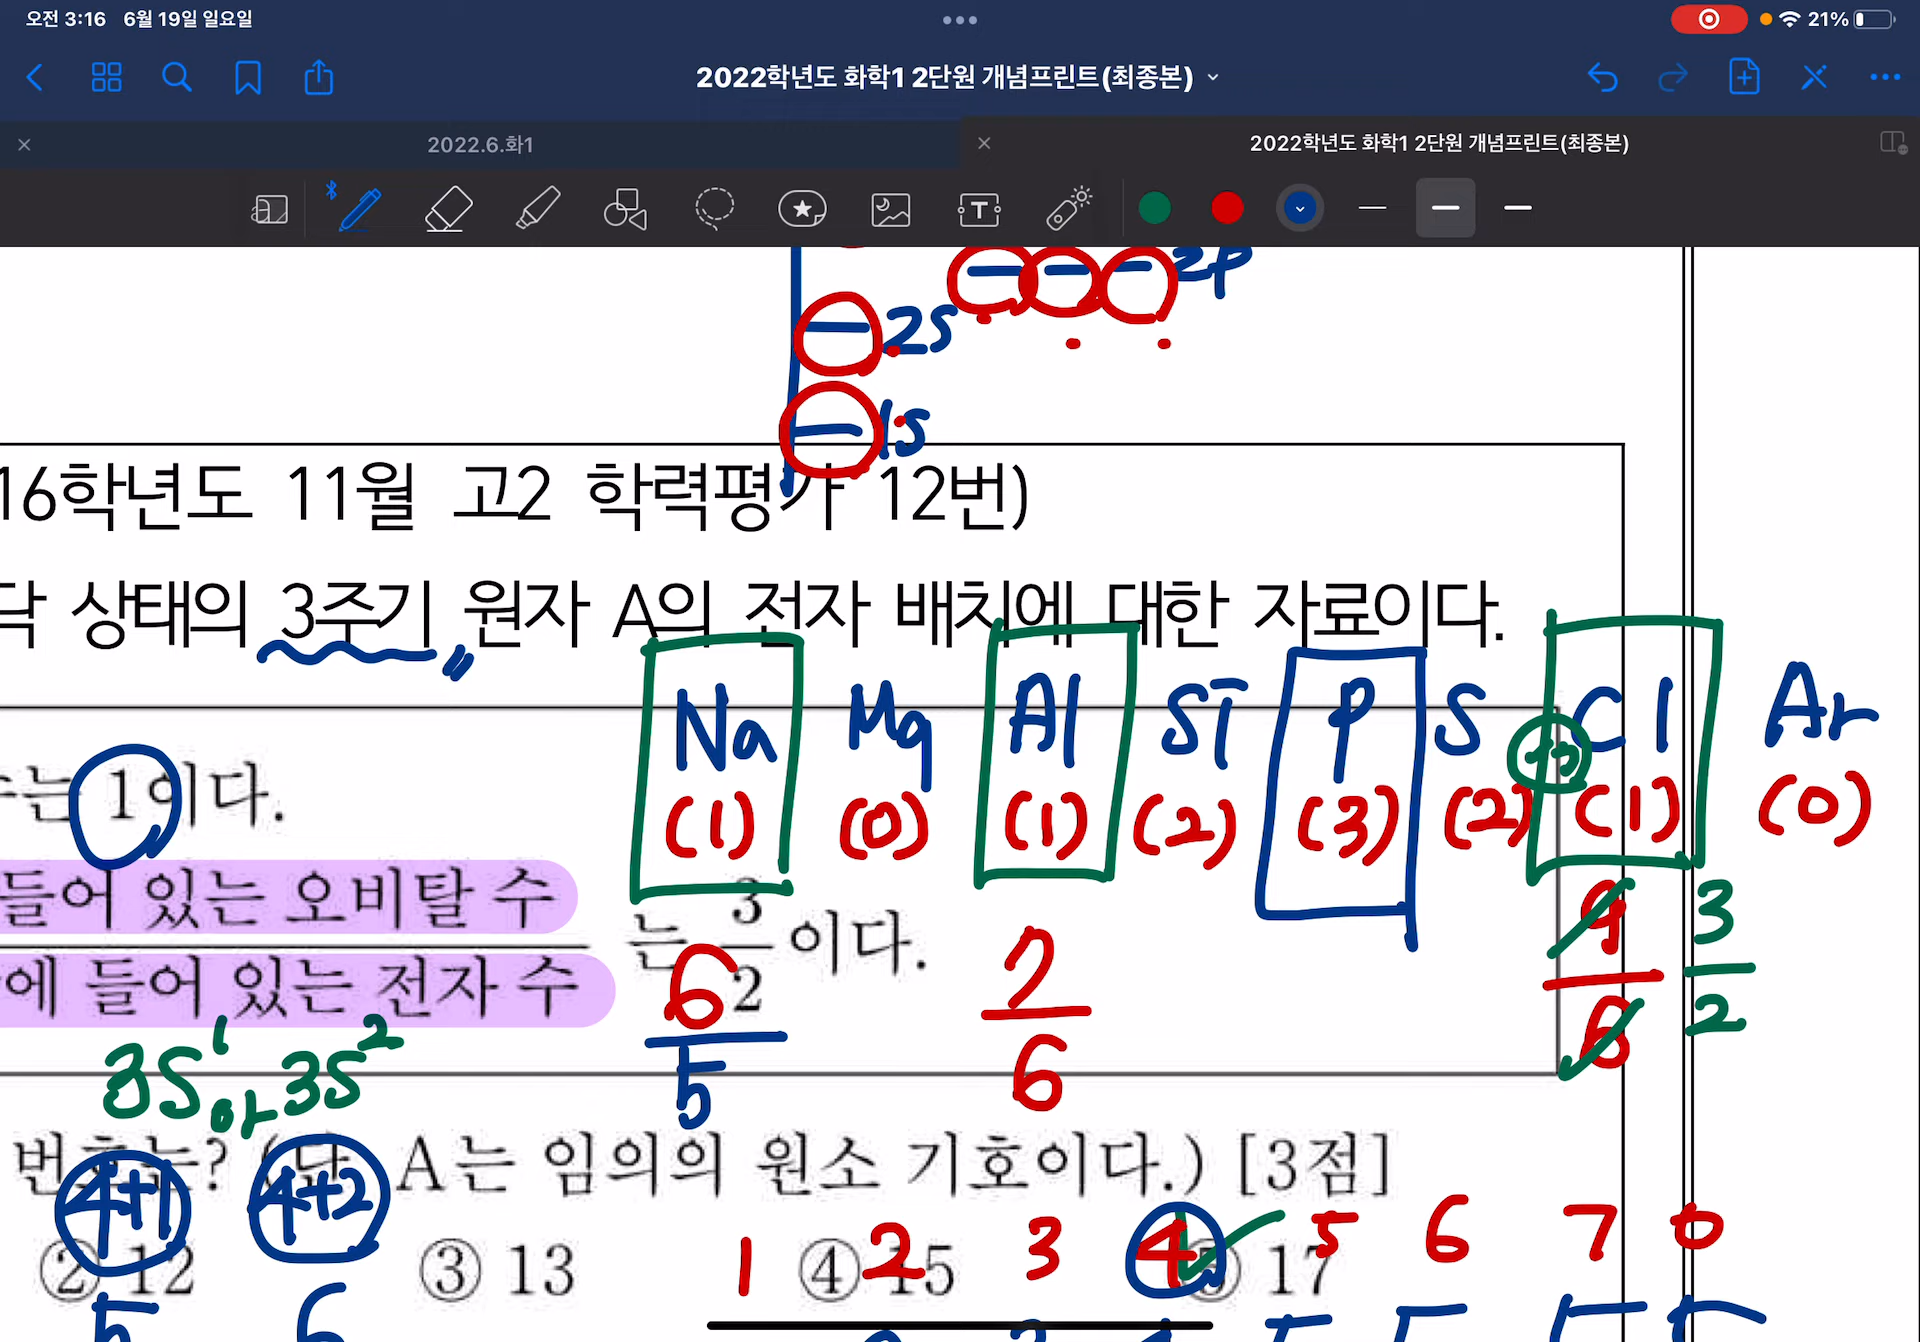 오전 3:16 6월 19일 일요일
21%
2022학년도 화학1 2단원 개념프린트(최종본)
2022.6.화1
2022학년도 화학1 2단원 개념프린트(최종본)
2p
2s
1s
16학년도 11월 고2 학력평가 12번)
닥 상태의 3주기 원자 A의 전자 배치에 대한 자료이다.
Na Mg Al Si P S Cl Ar
는 1이다.
(1) (0) (1) (2) (3) (2) (1) (0)
들어 있는 오비탈 수
에 들어 있는 전자 수
는 3/2 이다.
6/5
7/6
9/6
3/2
3s¹ or 3s²
번호는? (단, A는 임의의 원소 기호이다.) [3점]
4+1 4+2
② 12 ③ 13 ④ 15 ⑤ 17
1 2 3 4 5 6 7 0
5 6